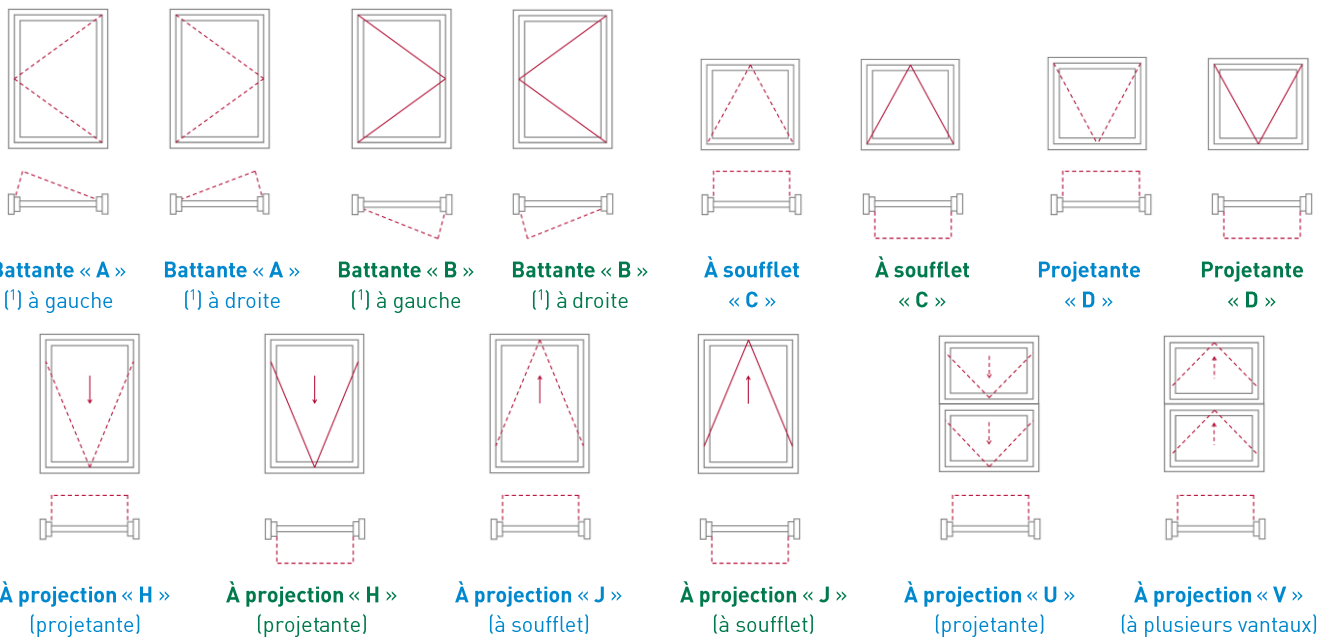 Battante « A »
(¹) à gauche
Battante « A »
(¹) à droite
Battante « B »
(¹) à gauche
Battante « B »
(¹) à droite
À soufflet
« C »
À soufflet
« C »
Projetante
« D »
Projetante
« D »
À projection « H »
(projetante)
À projection « H »
(projetante)
À projection « J »
(à soufflet)
À projection « J »
(à soufflet)
À projection « U »
(projetante)
À projection « V »
(à plusieurs vantaux)